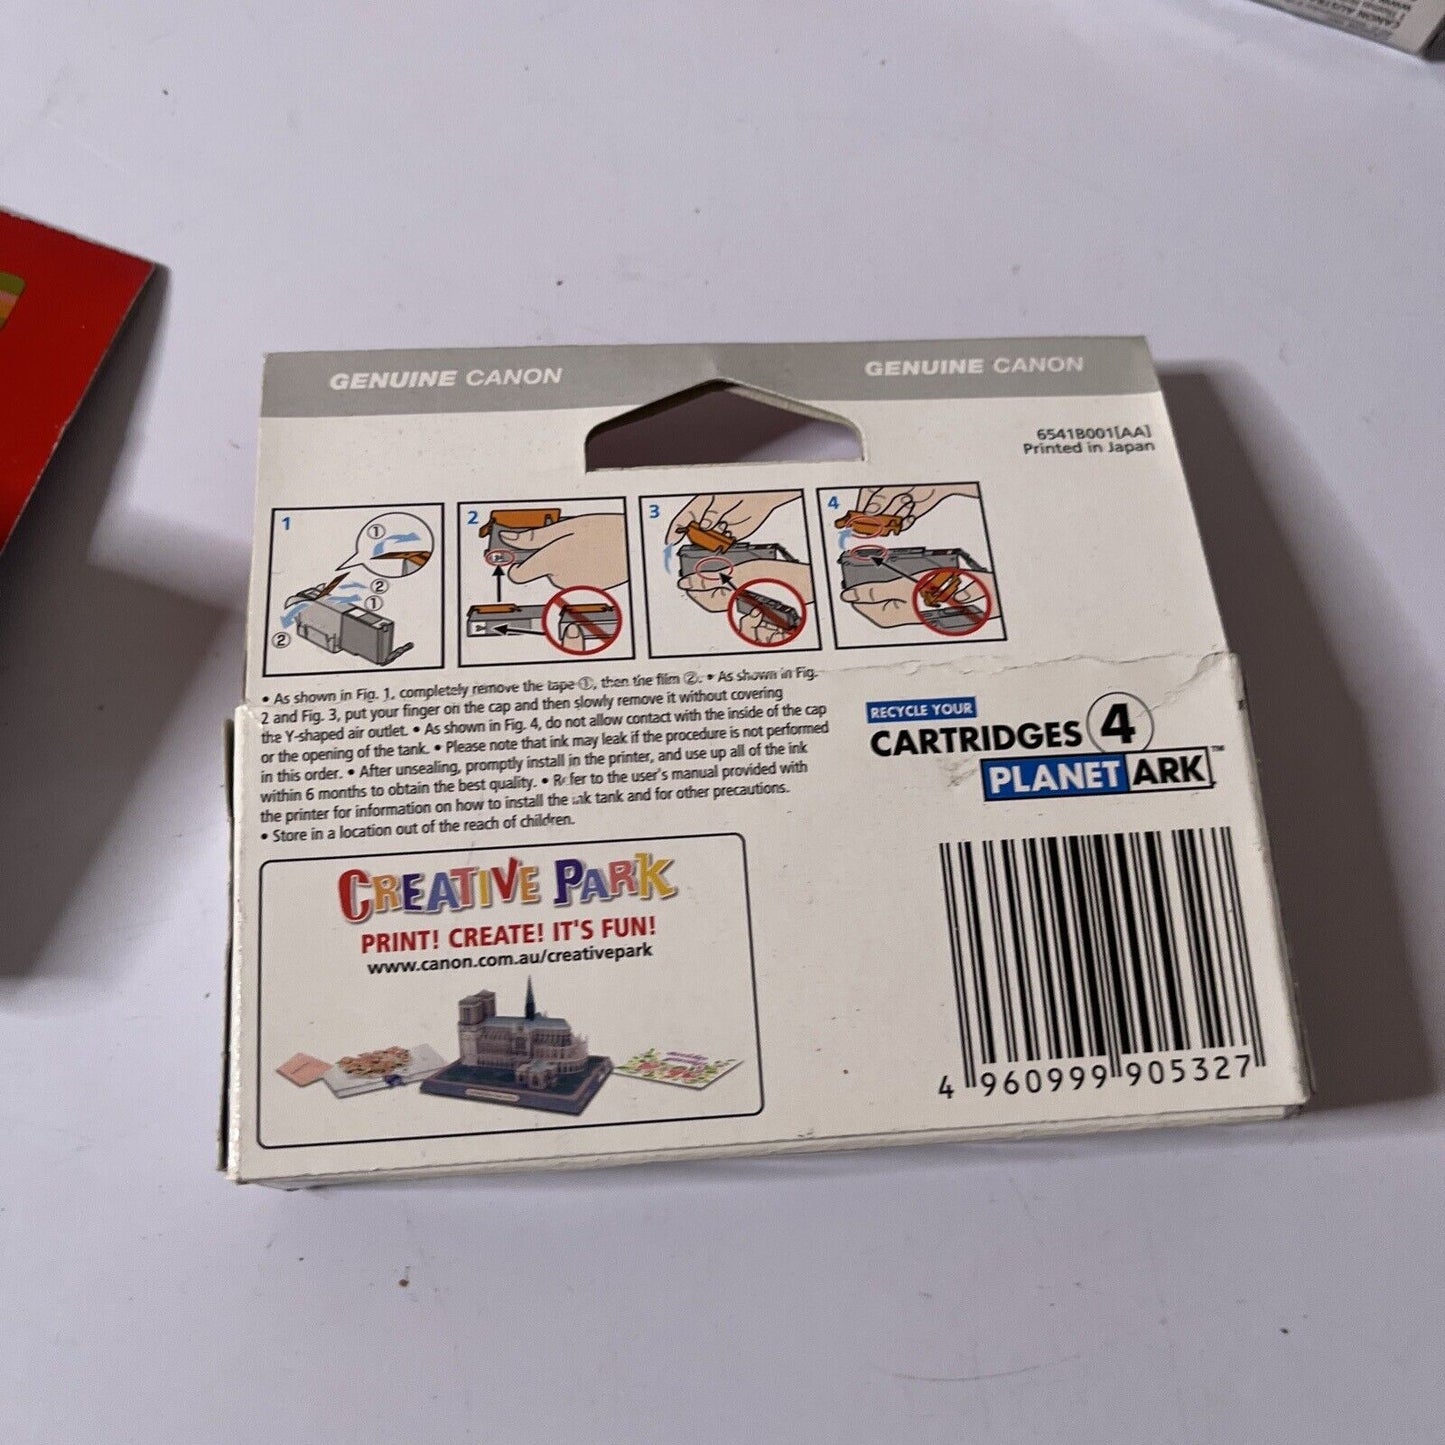 GENUINE CANON
GENUINE CANON
6541B001[AA]
Printed in Japan
1
①
②
①
②
2
3
4
• As shown in Fig. 1, completely remove the tape ①, then the film ②. • As shown in Fig.
2 and Fig. 3, put your finger on the cap and then slowly remove it without covering
the Y-shaped air outlet. • As shown in Fig. 4, do not allow contact with the inside of the cap
or the opening of the tank. • Please note that ink may leak if the procedure is not performed
in this order. • After unsealing, promptly install in the printer, and use up all of the ink
within 6 months to obtain the best quality. • Refer to the user's manual provided with
the printer for information on how to install the ink tank and for other precautions.
• Store in a location out of the reach of children.
RECYCLE YOUR
CARTRIDGES 4
PLANET ARK™
CREATIVE PARK
PRINT! CREATE! IT'S FUN!
www.canon.com.au/creativepark
4 960999 905327